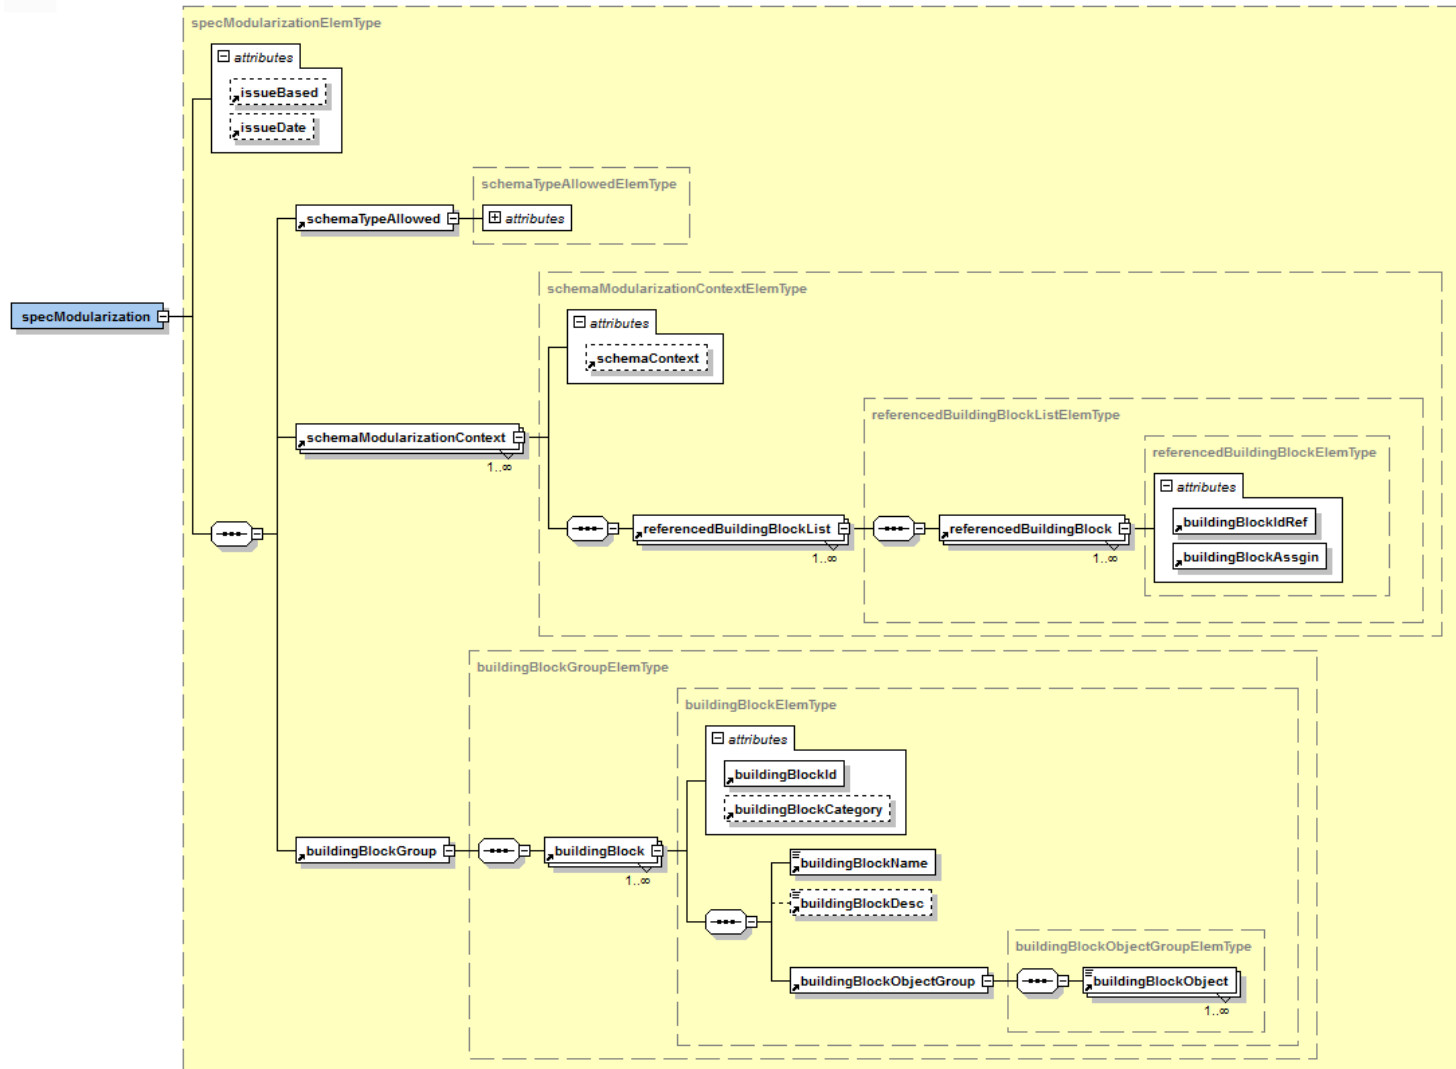 specModularizationElemType
attributes
issueBased
issueDate
schemaTypeAllowedElemType
schemaTypeAllowed
attributes
schemaModularizationContextElemType
specModularization
attributes
schemaContext
referencedBuildingBlockListElemType
schemaModularizationContext
1..∞
referencedBuildingBlockElemType
attributes
referencedBuildingBlockList
1..∞
referencedBuildingBlock
1..∞
buildingBlockIdRef
buildingBlockAssgin
buildingBlockGroupElemType
buildingBlockElemType
attributes
buildingBlockId
buildingBlockCategory
buildingBlockGroup
buildingBlock
1..∞
buildingBlockName
buildingBlockDesc
buildingBlockObjectGroupElemType
buildingBlockObjectGroup
buildingBlockObject
1..∞